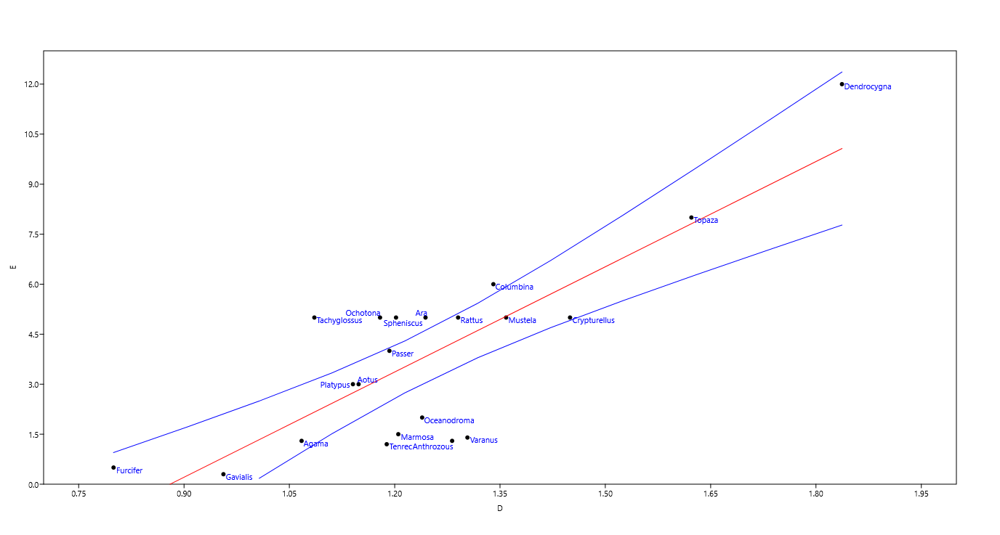 12.0
Dendrocygna
10.5
9.0
Topaza
7.5
6.0
Columbina
E
Ochotona
Ara
Tachyglossus
Spheniscus
Rattus
Mustela
Crypturellus
4.5
Passer
Aotus
3.0
Platypus
Oceanodroma
1.5
Marmosa
Varanus
Agama
TenrecAnthrozous
Furcifer
Gavialis
0.0
0.75 0.90 1.05 1.20 1.35 1.50 1.65 1.80 1.95
D